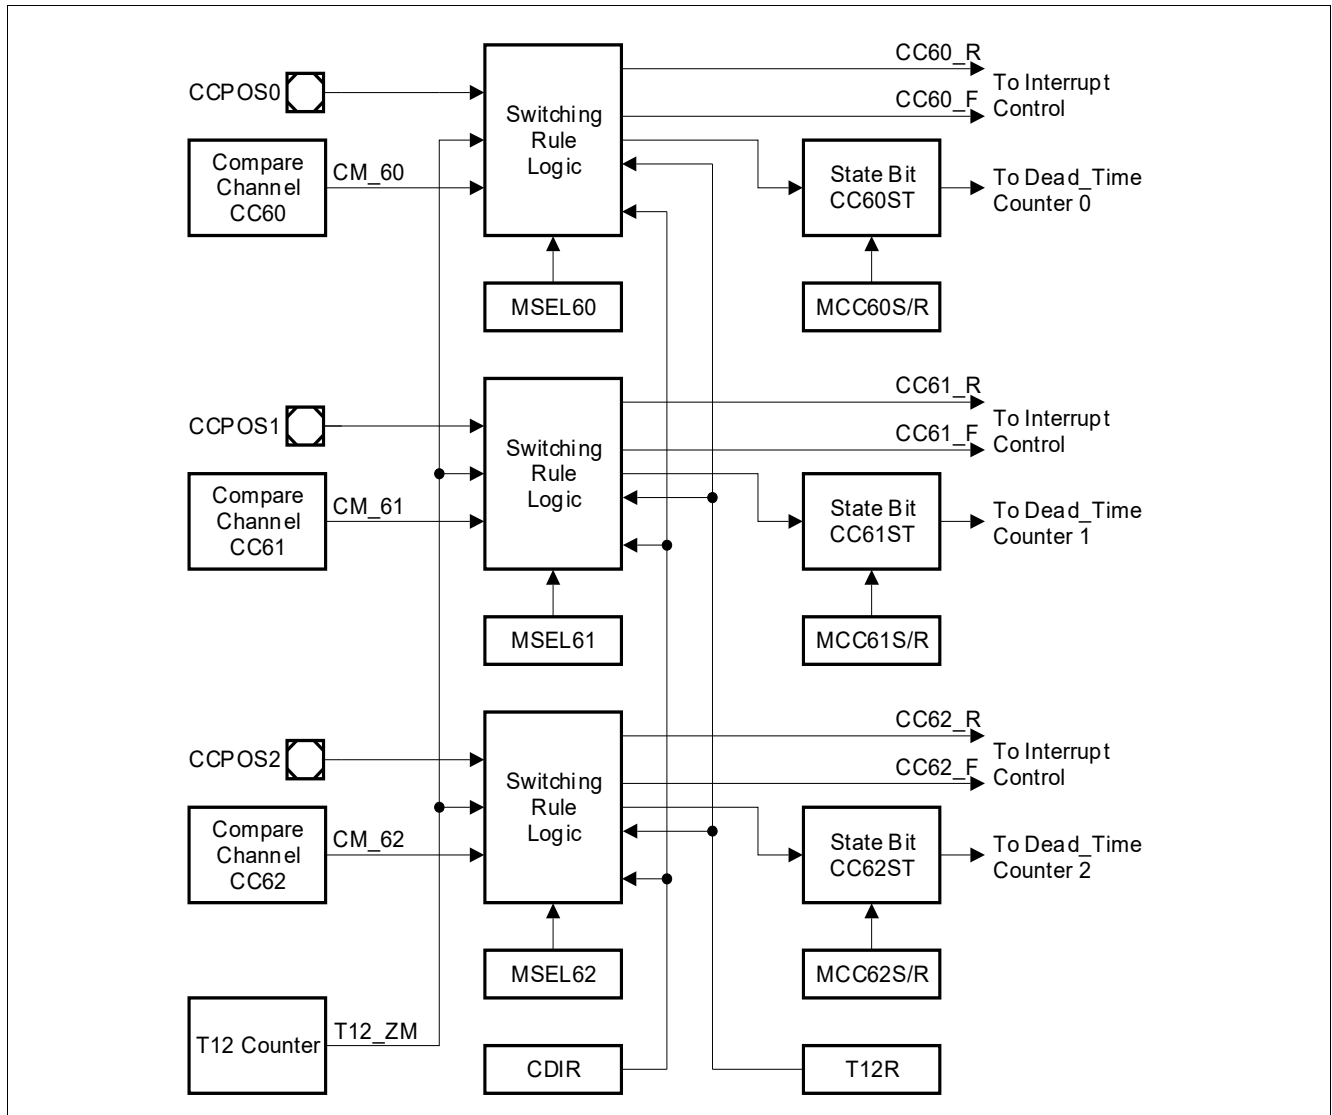 CC60_R
To Interrupt
Control
CCPOS0
CC60_F
Switching
Rule
Logic
Compare
Channel
CC60
CM_60
State Bit
CC60ST
To Dead_Time
Counter 0
MSEL60
MCC60S/R
CC61_R
To Interrupt
Control
CCPOS1
CC61_F
Switching
Rule
Logic
Compare
Channel
CC61
CM_61
State Bit
CC61ST
To Dead_Time
Counter 1
MSEL61
MCC61S/R
CC62_R
To Interrupt
Control
CCPOS2
CC62_F
Switching
Rule
Logic
Compare
Channel
CC62
CM_62
State Bit
CC62ST
To Dead_Time
Counter 2
MSEL62
MCC62S/R
T12 Counter
T12_ZM
CDIR
T12R